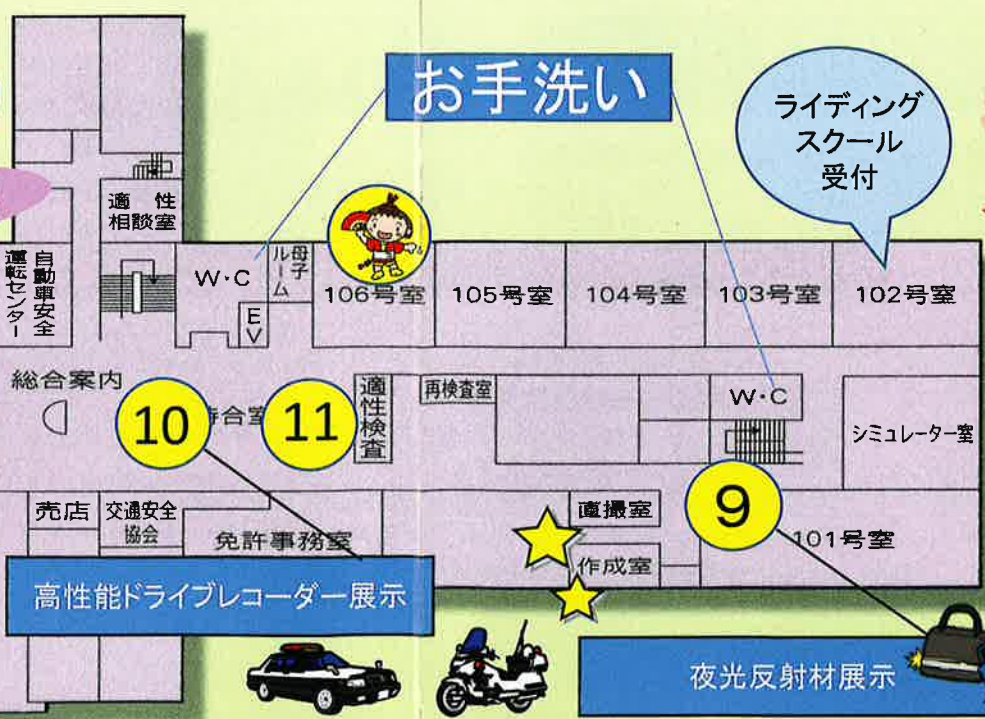 お手洗い
ライディング
スクール
受付
適 性
相談室
自動車安全
運転センター
W・C
母子
ルーム
EV
106号室
105号室
104号室
103号室
102号室
総合案内
10
待合室
11
適性検査
再検査室
W・C
シミュレーター室
売店
交通安全
協会
免許事務室
直撮室
作成室
9
101号室
高性能ドライブレコーダー展示
夜光反射材展示